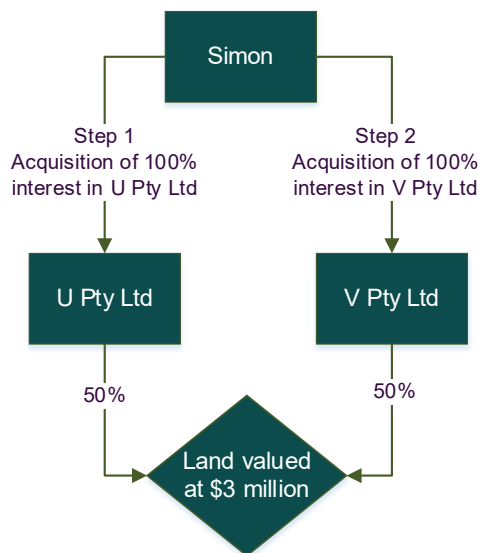 Simon
Step 1
Acquisition of 100%
interest in U Pty Ltd
Step 2
Acquisition of 100%
interest in V Pty Ltd
U Pty Ltd
V Pty Ltd
50%
50%
Land valued
at $3 million